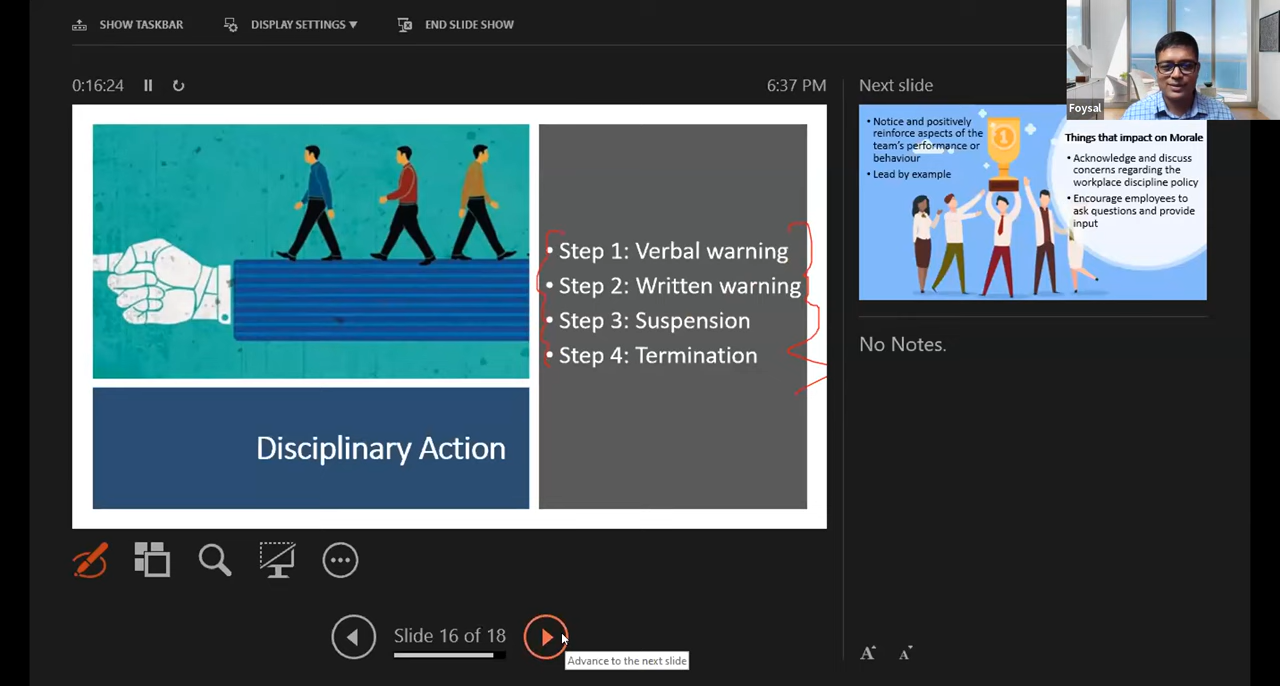 SHOW TASKBAR
DISPLAY SETTINGS ▼
END SLIDE SHOW
0:16:24
6:37 PM
• Step 1: Verbal warning
• Step 2: Written warning
• Step 3: Suspension
• Step 4: Termination
Disciplinary Action
Slide 16 of 18
Advance to the next slide
Next slide
Foysal
• Notice and positively
reinforce aspects of the
team's performance or
behaviour
• Lead by example
1
Things that impact on Morale
• Acknowledge and discuss
concerns regarding the
workplace discipline policy
• Encourage employees to
ask questions and provide
input
No Notes.
A
A